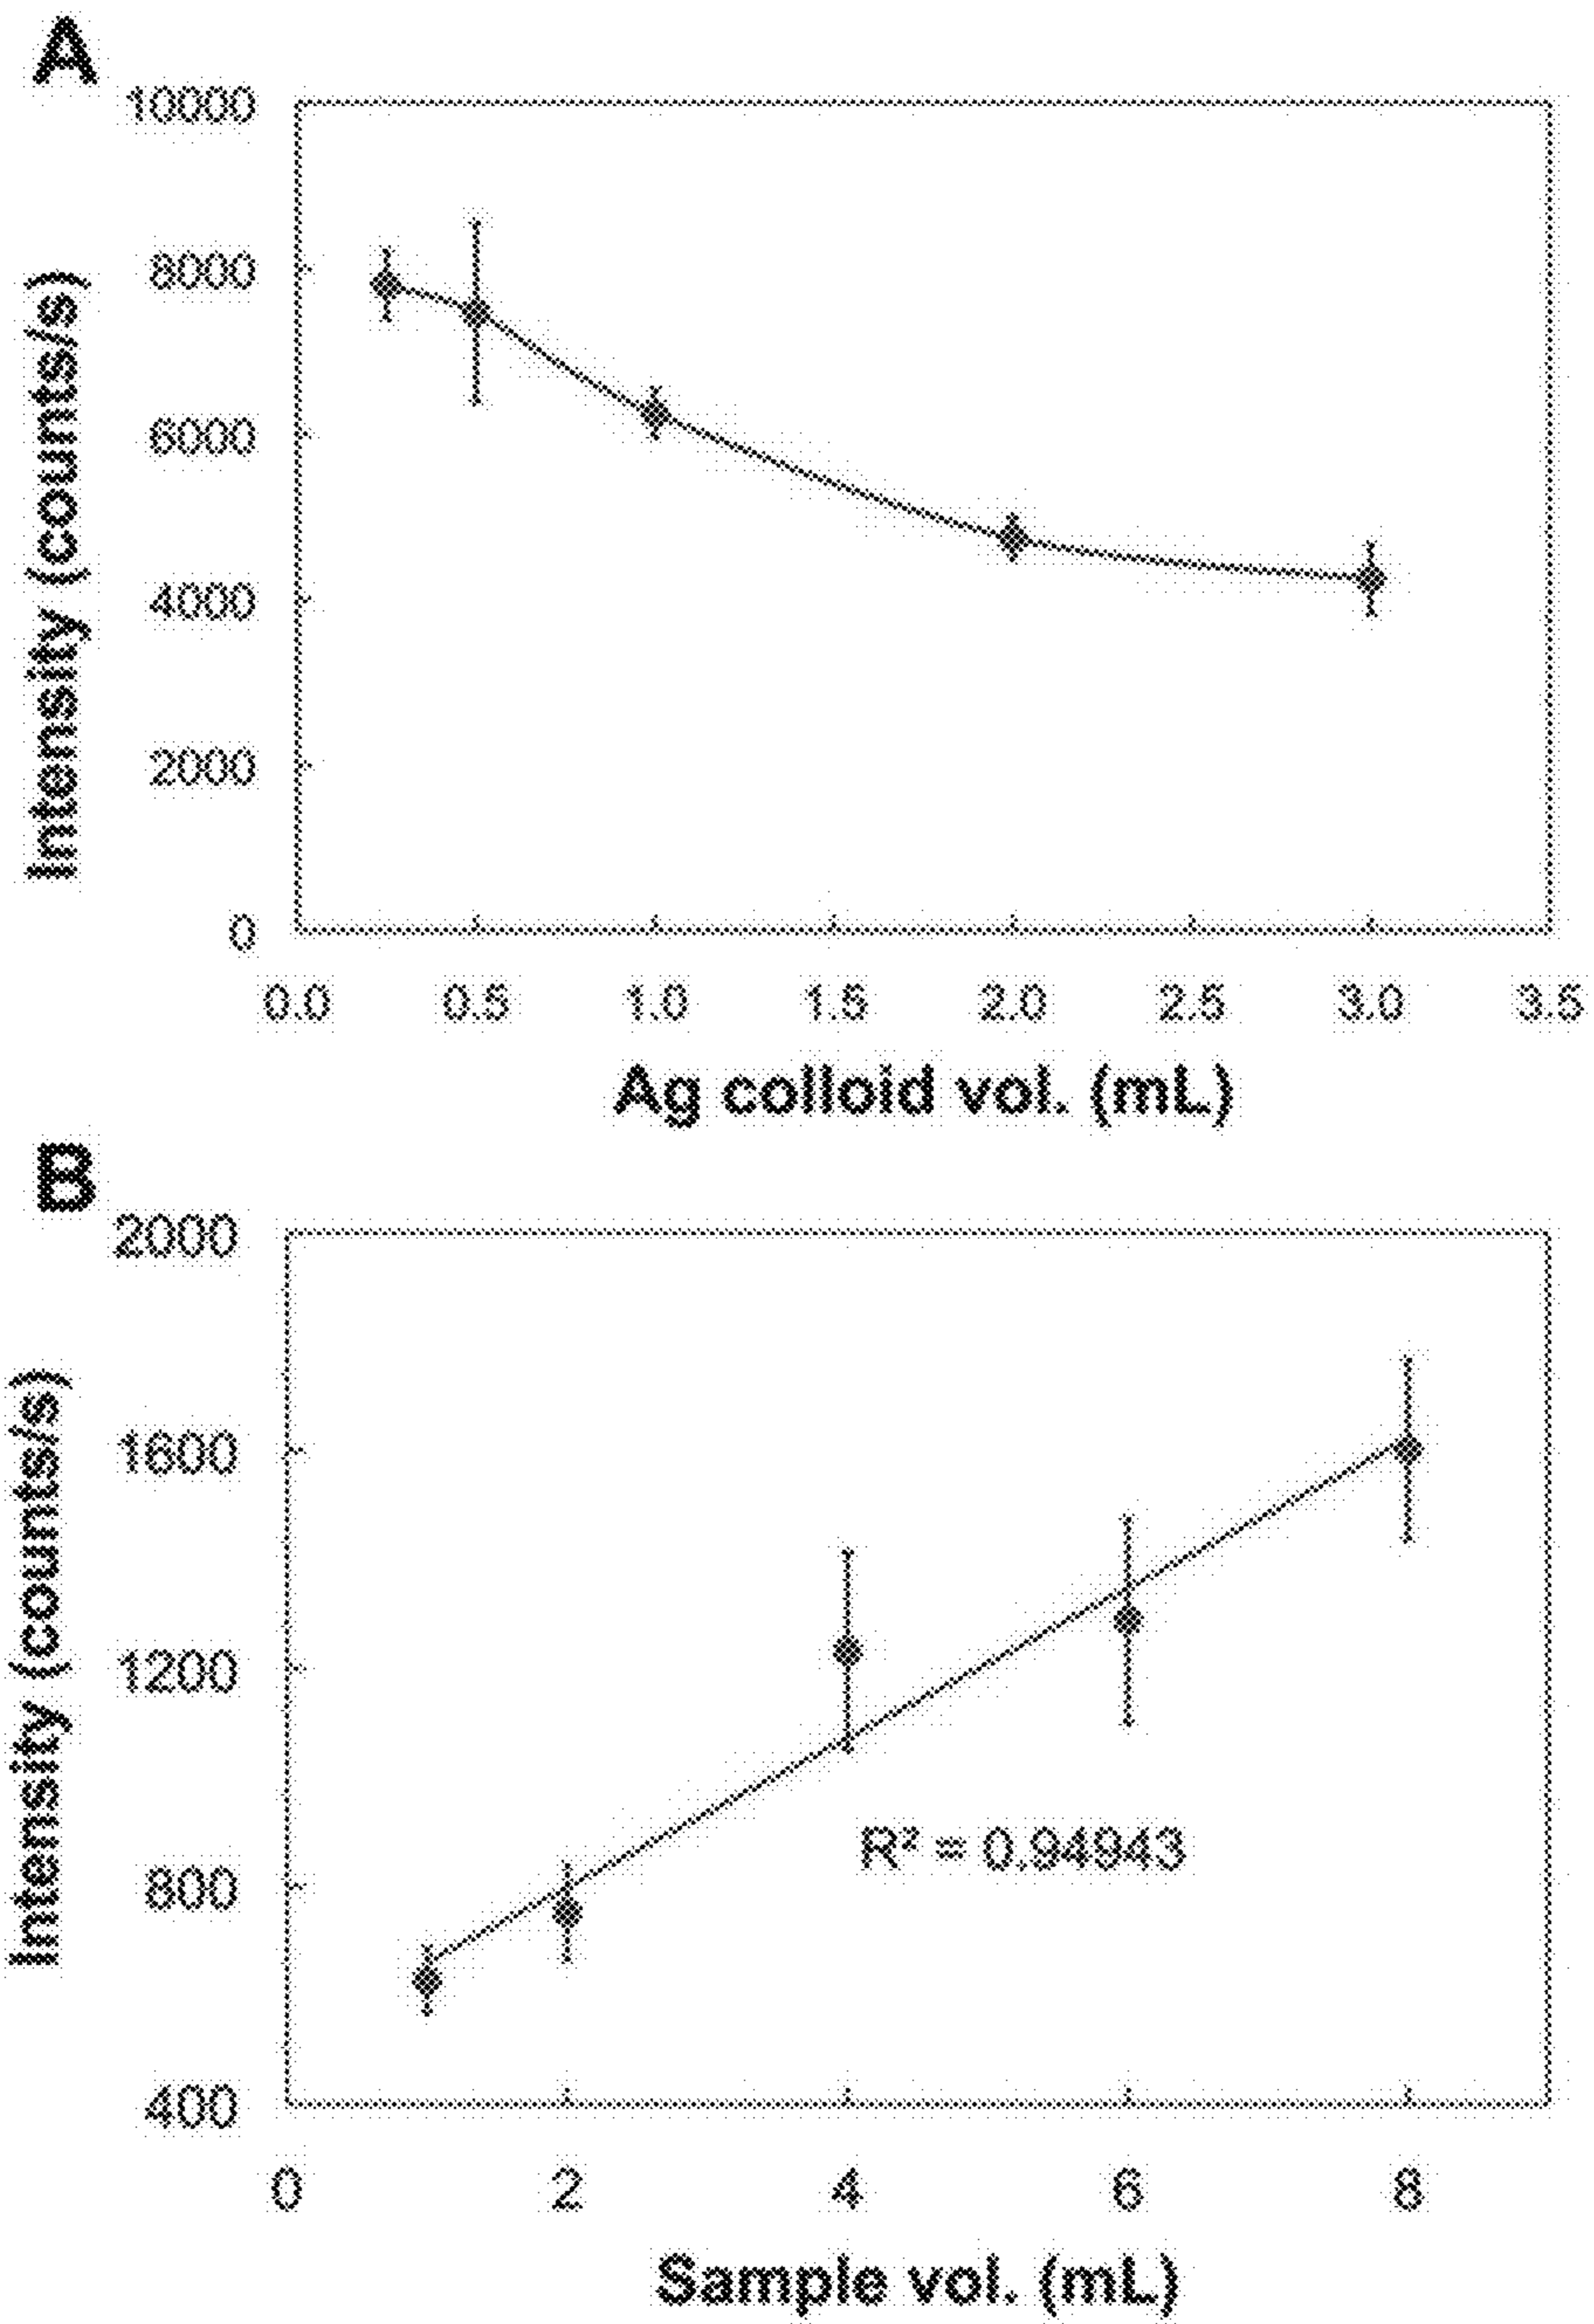 A
10000
8000
6000
4000
2000
0
Intensity (counts/s)
0.0 0.5 1.0 1.5 2.0 2.5 3.0 3.5
Ag colloid vol. (mL)
B
2000
1600
1200
800
400
Intensity (counts/s)
R² = 0.94943
0 2 4 6 8
Sample vol. (mL)